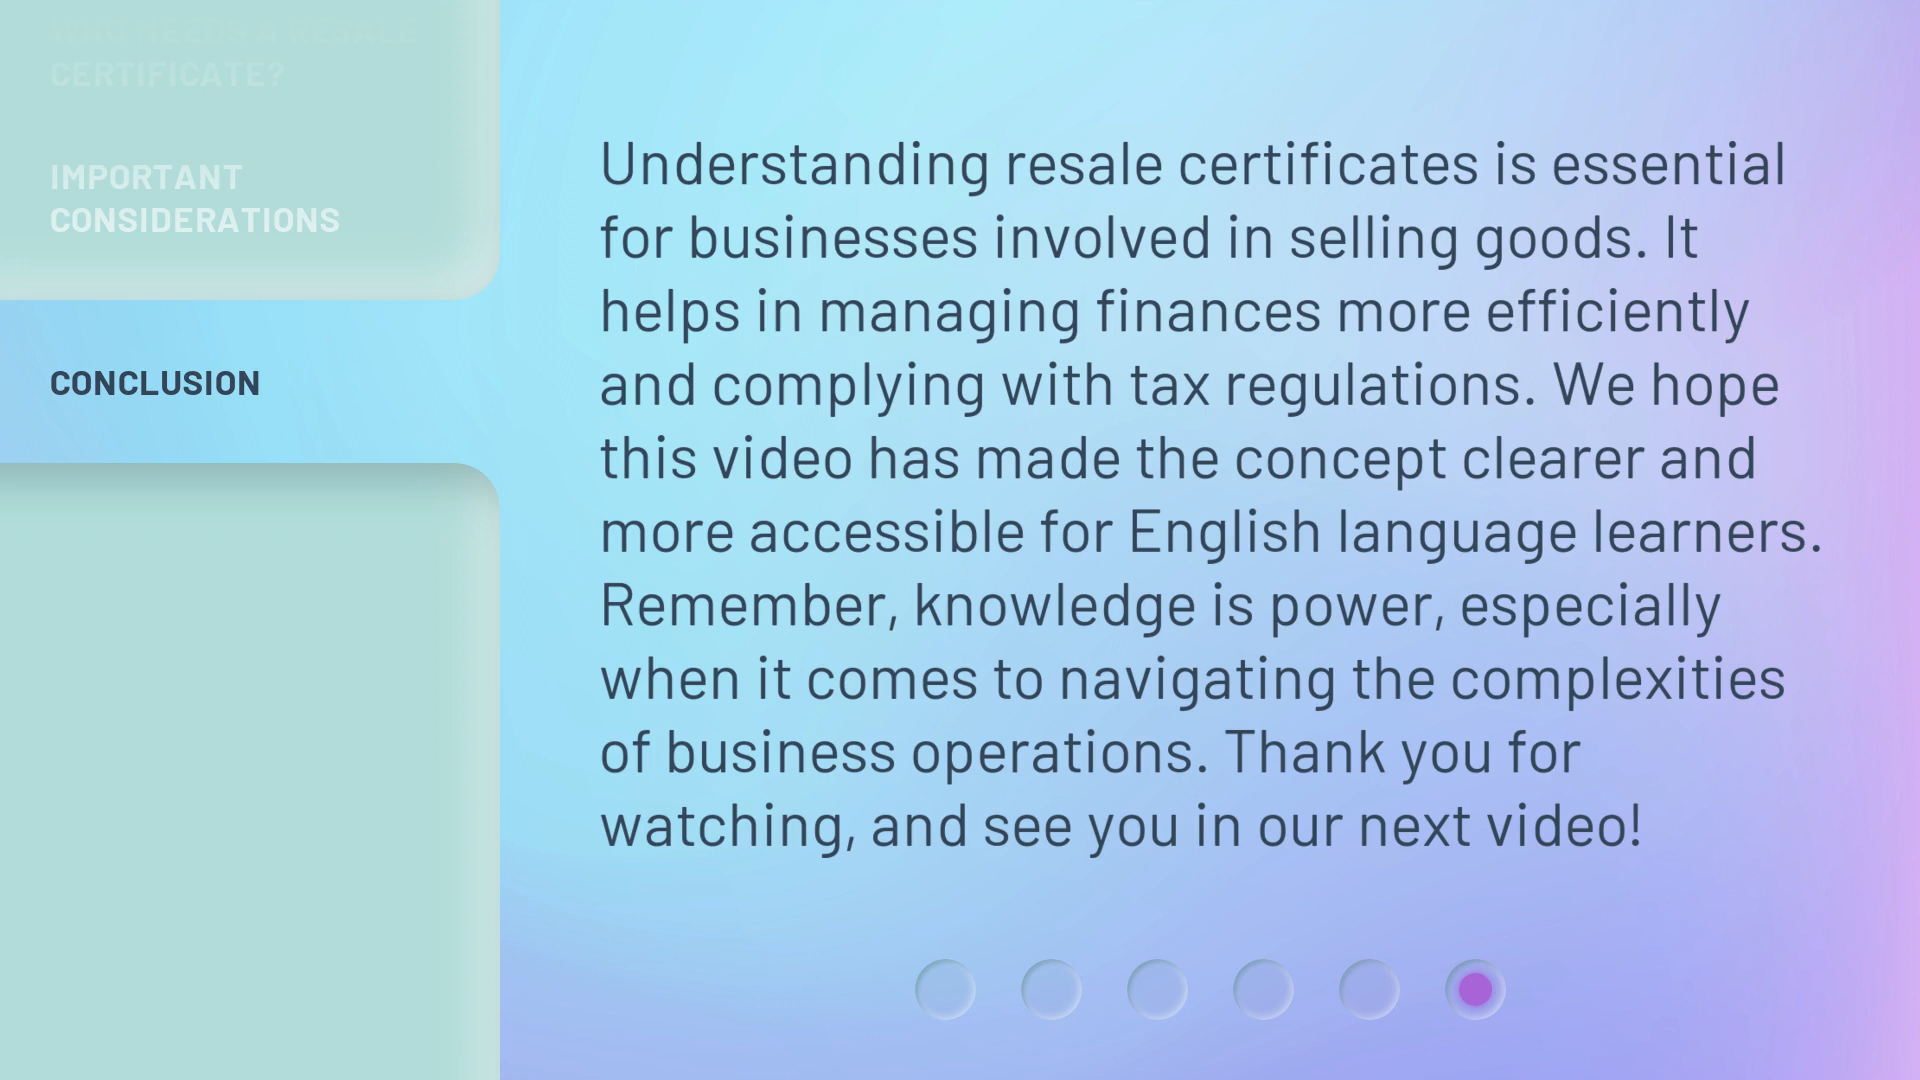 WHO NEEDS A RESALE
CERTIFICATE?
IMPORTANT
CONSIDERATIONS
CONCLUSION
Understanding resale certificates is essential
for businesses involved in selling goods. It
helps in managing finances more efficiently
and complying with tax regulations. We hope
this video has made the concept clearer and
more accessible for English language learners.
Remember, knowledge is power, especially
when it comes to navigating the complexities
of business operations. Thank you for
watching, and see you in our next video!